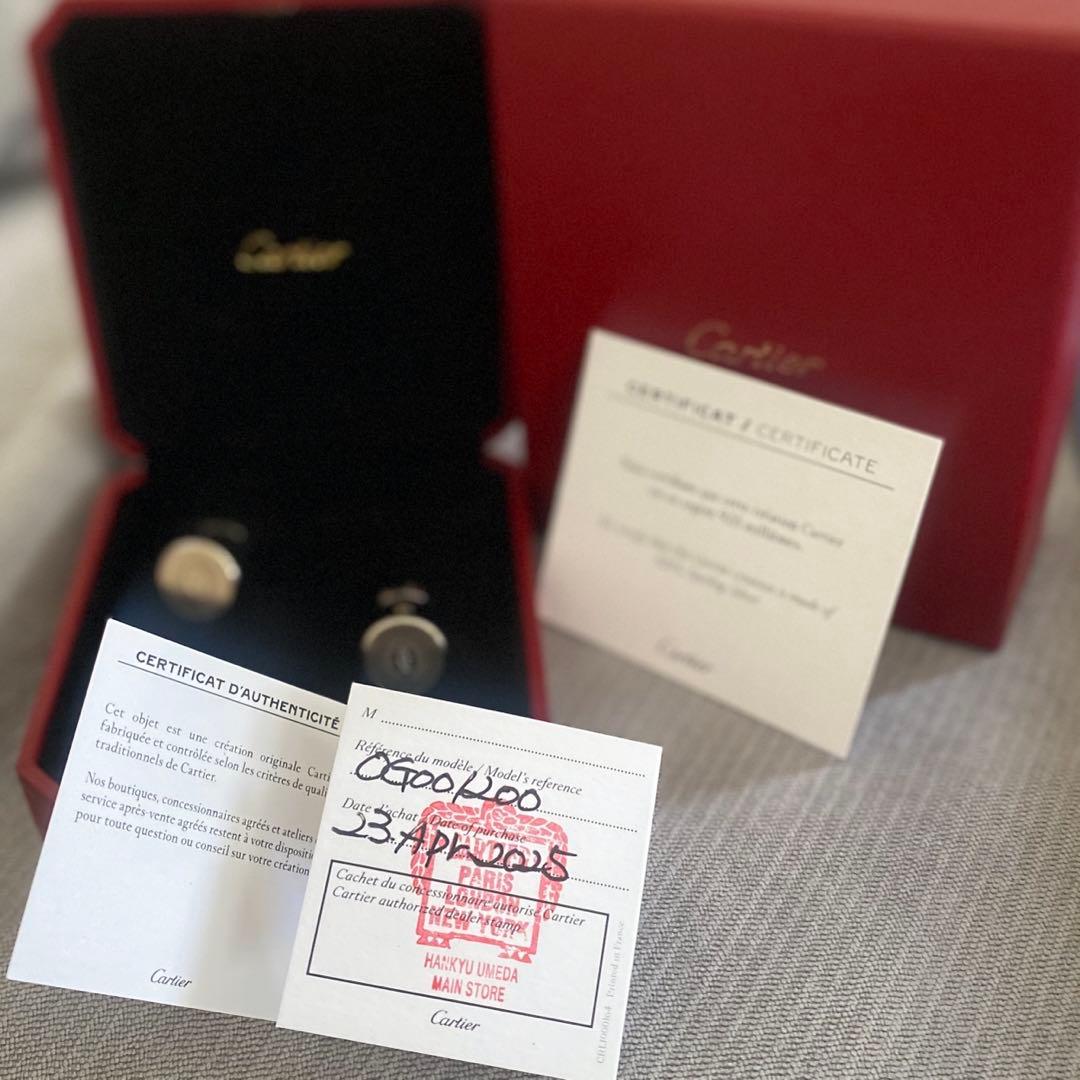 Cartier
Cartier
CERTIFICAT / CERTIFICATE
Cartier
CERTIFICAT D'AUTHENTICITÉ
Cet objet est une création originale Carti
fabriquée et contrôlée selon les critères de quali
traditionnels de Cartier.
Nos boutiques, concessionnaires agréés et ateliers
service après-vente agréés restent à votre dispositi
pour toute question ou conseil sur votre création
Cartier
M
Référence du modèle / Model's reference
OG001200
Date d'achat / Date of purchase
23. Apr. 2025
Cachet du concessionnaire autorisé Cartier
Cartier authorized dealer stamp
PARIS
LONDON
NEW YORK
HANKYU UMEDA
MAIN STORE
Cartier
CRL1000164 Printed in France